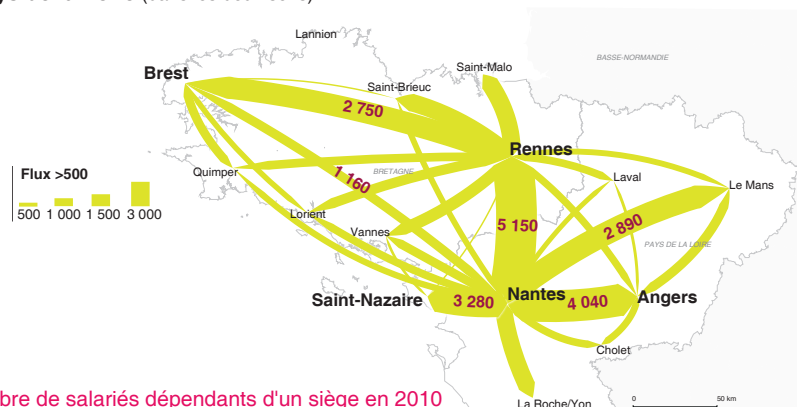 Lannion
BASSE-NORMANDIE
Saint-Malo
Brest
Saint-Brieuc
2 750
Rennes
Flux >500
Quimper
BRETAGNE
1 160
Laval
Le Mans
500 1 000 1 500 3 000
Lorient
Vannes
5 150
2 890
PAYS DE LA LOIRE
Saint-Nazaire
3 280
Nantes
4 040
Angers
Cholet
bre de salariés dépendants d'un siège en 2010
La Roche/Yon
0 50 km